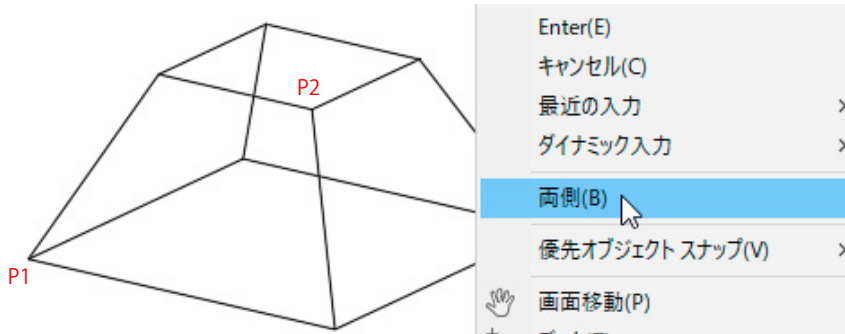 P2
P1
Enter(E)
キャンセル(C)
最近の入力
ダイナミック入力
両側(B)
優先オブジェクト スナップ(V)
画面移動(P)